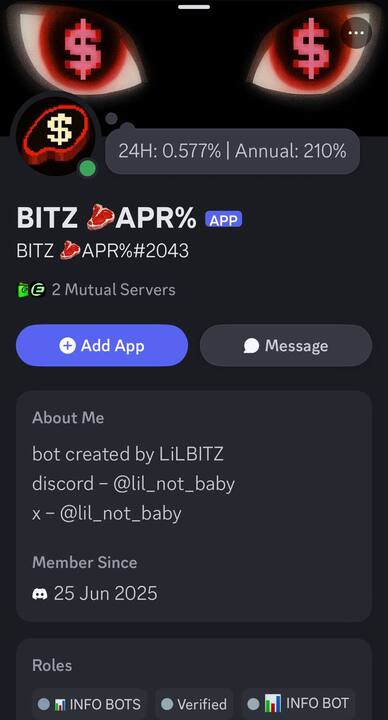 $ $
$
24H: 0.577% | Annual: 210%
BITZ 🥩APR% APP
BITZ 🥩APR%#2043
2 Mutual Servers
Add App
Message
About Me
bot created by LiLBITZ
discord – @lil_not_baby
x – @lil_not_baby
Member Since
25 Jun 2025
Roles
📊 INFO BOTS
Verified
📊 INFO BOT